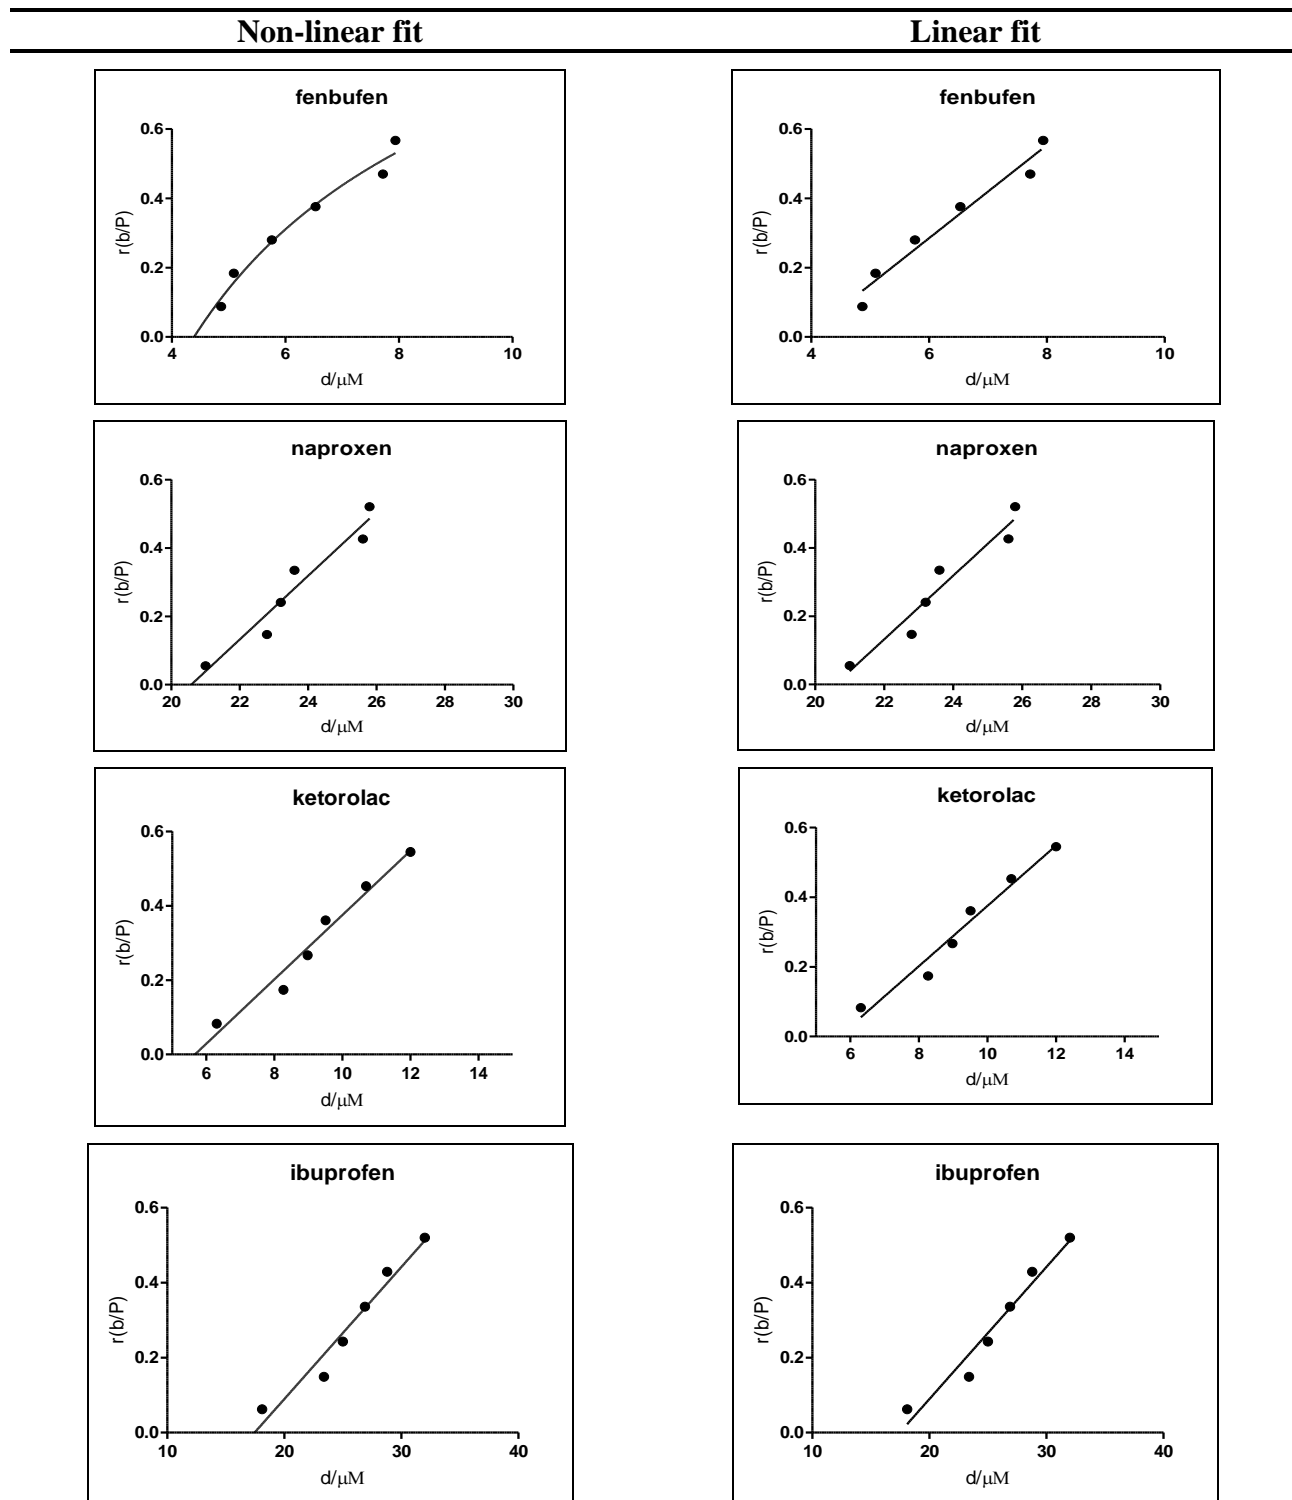 Non-linear fit
Linear fit
fenbufen
0.6
0.4
0.2
0.0
r(b/P)
4 6 8 10
d/μM
fenbufen
0.6
0.4
0.2
0.0
r(b/P)
4 6 8 10
d/μM
naproxen
0.6
0.4
0.2
0.0
r(b/P)
20 22 24 26 28 30
d/μM
naproxen
0.6
0.4
0.2
0.0
r(b/P)
20 22 24 26 28 30
d/μM
ketorolac
0.6
0.4
0.2
0.0
r(b/P)
6 8 10 12 14
d/μM
ketorolac
0.6
0.4
0.2
0.0
r(b/P)
6 8 10 12 14
d/μM
ibuprofen
0.6
0.4
0.2
0.0
r(b/P)
10 20 30 40
d/μM
ibuprofen
0.6
0.4
0.2
0.0
r(b/P)
10 20 30 40
d/μM